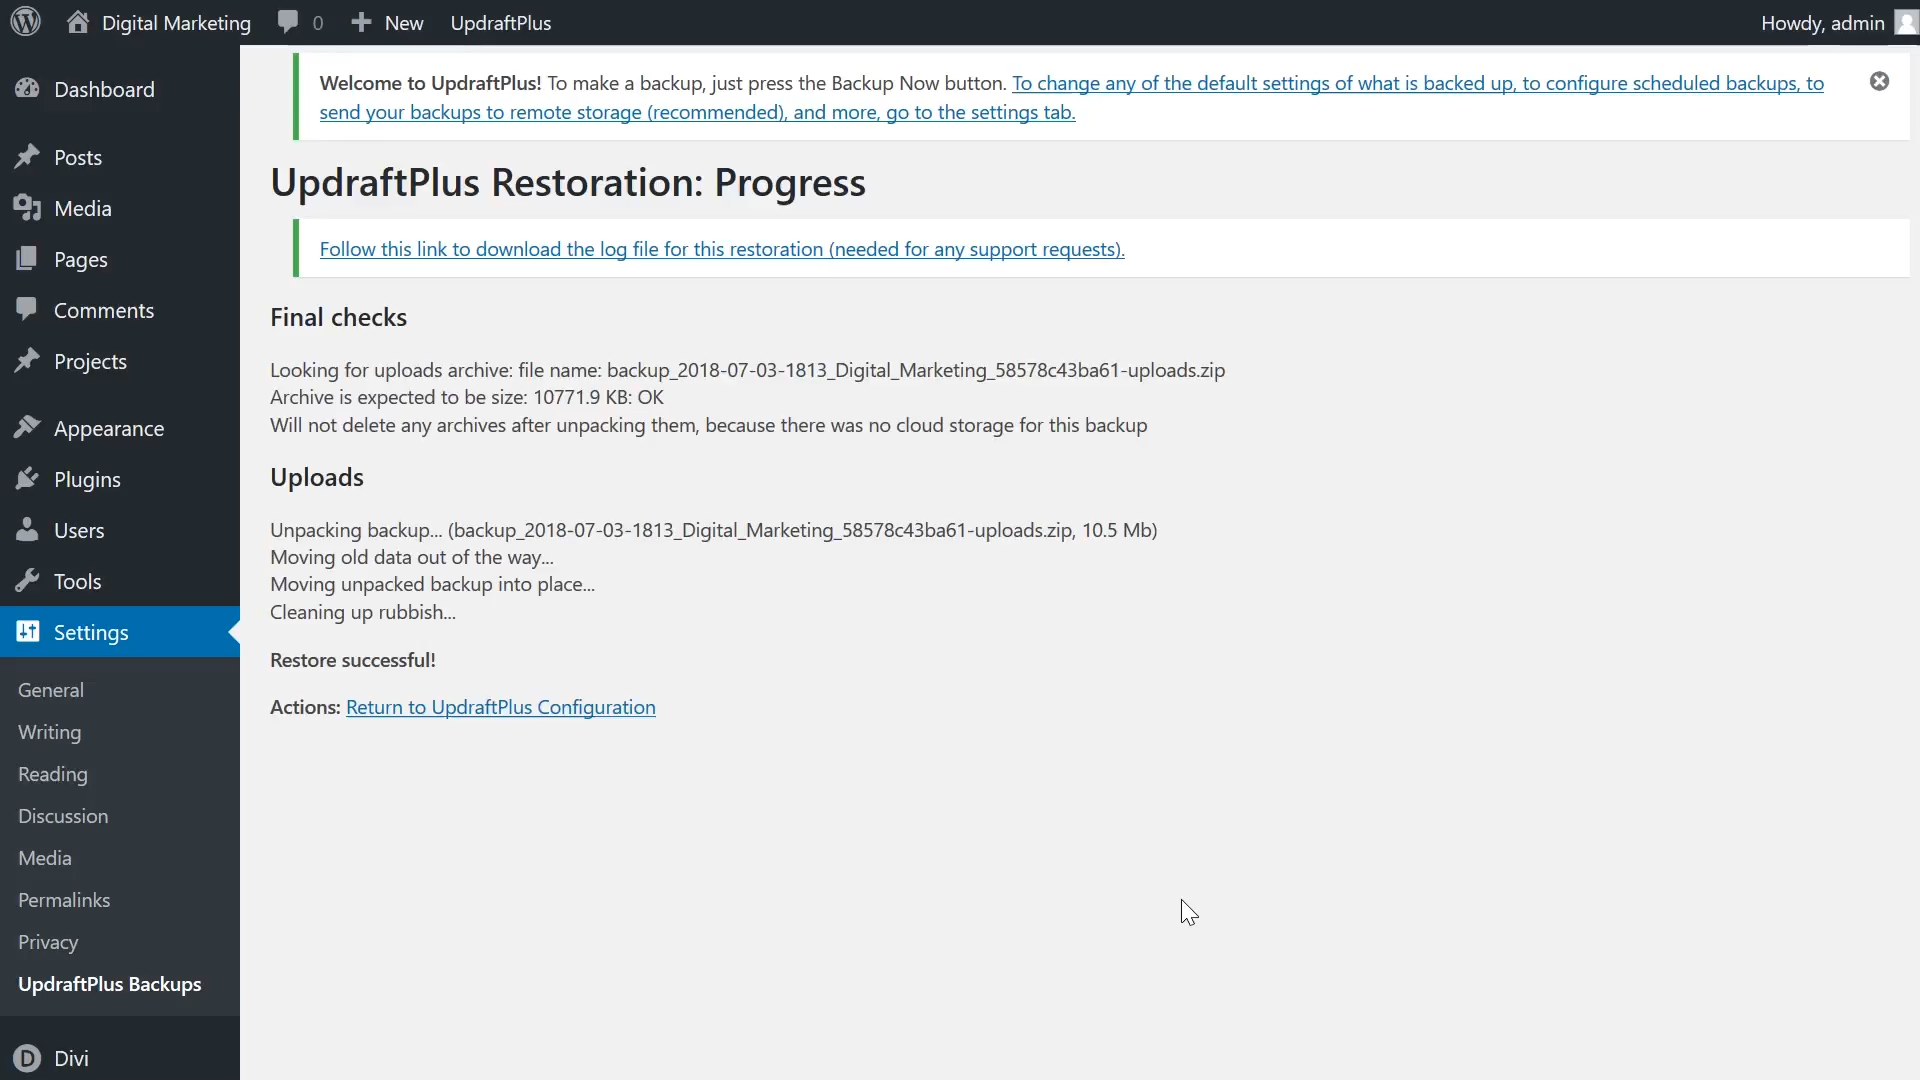 Digital Marketing 0 New UpdraftPlus Howdy, admin
Dashboard
Posts
Media
Pages
Comments
Projects
Appearance
Plugins
Users
Tools
Settings
General
Writing
Reading
Discussion
Media
Permalinks
Privacy
UpdraftPlus Backups
Divi
Welcome to UpdraftPlus! To make a backup, just press the Backup Now button. To change any of the default settings of what is backed up, to configure scheduled backups, to
send your backups to remote storage (recommended), and more, go to the settings tab.
UpdraftPlus Restoration: Progress
Follow this link to download the log file for this restoration (needed for any support requests).
Final checks
Looking for uploads archive: file name: backup_2018-07-03-1813_Digital_Marketing_58578c43ba61-uploads.zip
Archive is expected to be size: 10771.9 KB: OK
Will not delete any archives after unpacking them, because there was no cloud storage for this backup
Uploads
Unpacking backup... (backup_2018-07-03-1813_Digital_Marketing_58578c43ba61-uploads.zip, 10.5 Mb)
Moving old data out of the way...
Moving unpacked backup into place...
Cleaning up rubbish...
Restore successful!
Actions: Return to UpdraftPlus Configuration